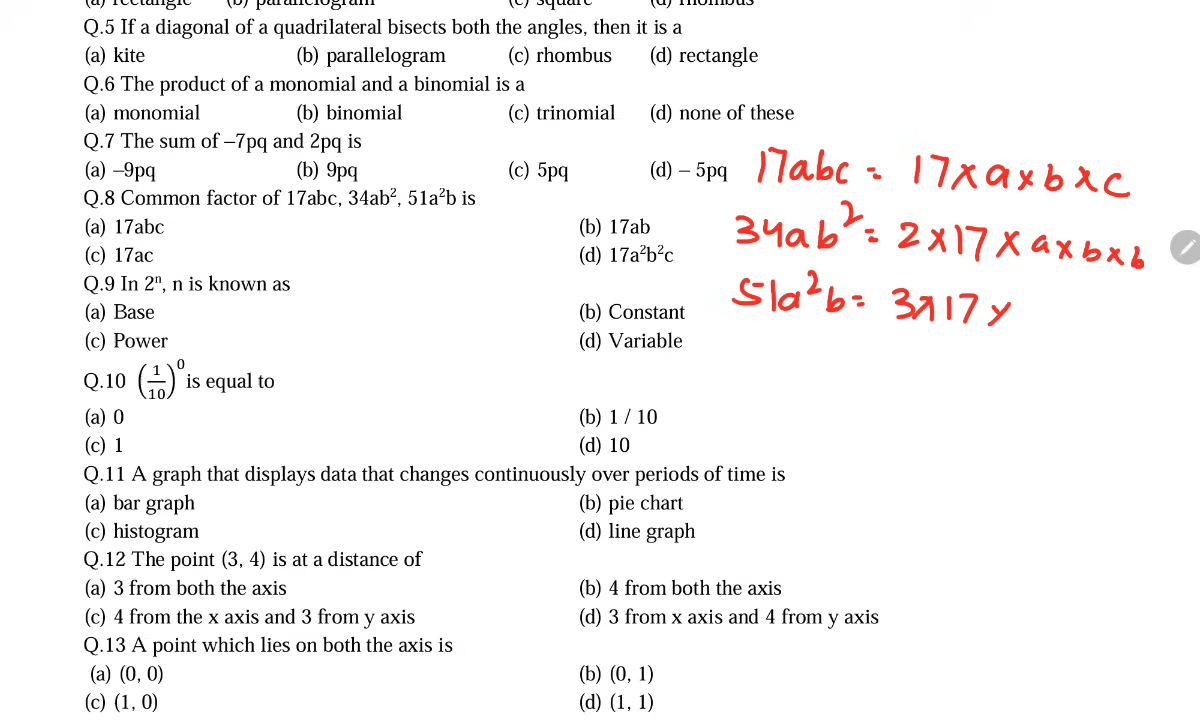 Q.5 If a diagonal of a quadrilateral bisects both the angles, then it is a
(a) kite (b) parallelogram (c) rhombus (d) rectangle
Q.6 The product of a monomial and a binomial is a
(a) monomial (b) binomial (c) trinomial (d) none of these
Q.7 The sum of –7pq and 2pq is
(a) –9pq (b) 9pq (c) 5pq (d) – 5pq
17abc = 17×a×b×c
Q.8 Common factor of 17abc, 34ab², 51a²b is
(a) 17abc (b) 17ab
34ab² = 2×17×a×b×b
(c) 17ac (d) 17a²b²c
Q.9 In 2ⁿ, n is known as
51a²b = 3×17×
(a) Base (b) Constant
(c) Power (d) Variable
Q.10 (1/10)⁰ is equal to
(a) 0 (b) 1 / 10
(c) 1 (d) 10
Q.11 A graph that displays data that changes continuously over periods of time is
(a) bar graph (b) pie chart
(c) histogram (d) line graph
Q.12 The point (3, 4) is at a distance of
(a) 3 from both the axis (b) 4 from both the axis
(c) 4 from the x axis and 3 from y axis (d) 3 from x axis and 4 from y axis
Q.13 A point which lies on both the axis is
(a) (0, 0) (b) (0, 1)
(c) (1, 0) (d) (1, 1)